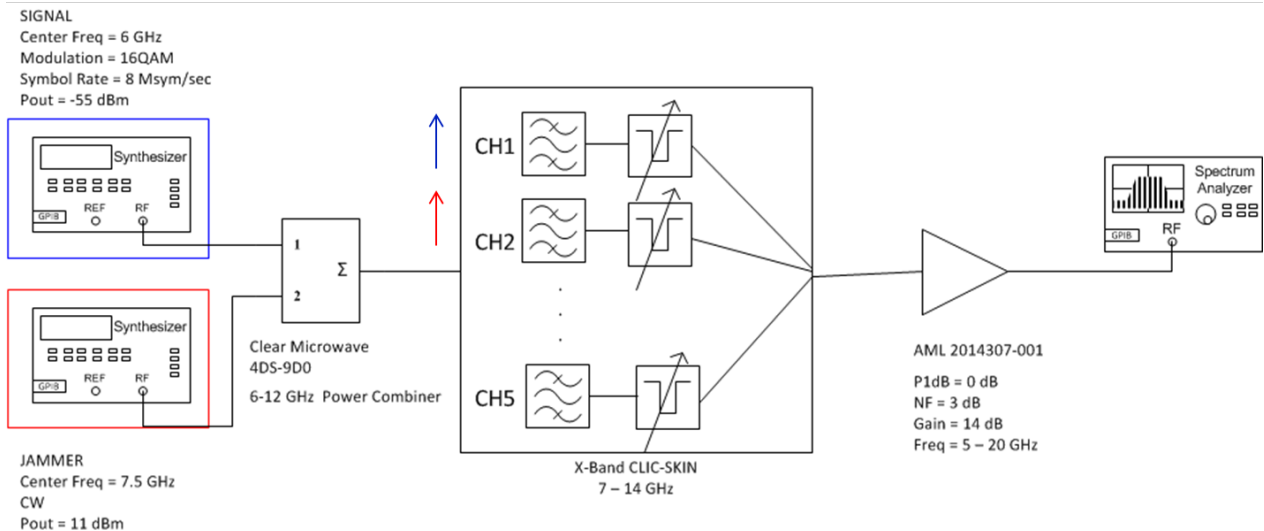 SIGNAL
Center Freq = 6 GHz
Modulation = 16QAM
Symbol Rate = 8 Msym/sec
Pout = -55 dBm
Synthesizer
REF RF
GPIB
1
2
Σ
Synthesizer
REF RF
GPIB
JAMMER
Center Freq = 7.5 GHz
CW
Pout = 11 dBm
Clear Microwave
4DS-9D0
6-12 GHz Power Combiner
CH1
CH2
CH5
X-Band CLIC-SKIN
7 – 14 GHz
AML 2014307-001
P1dB = 0 dB
NF = 3 dB
Gain = 14 dB
Freq = 5 – 20 GHz
Spectrum
Analyzer
RF
GPIB